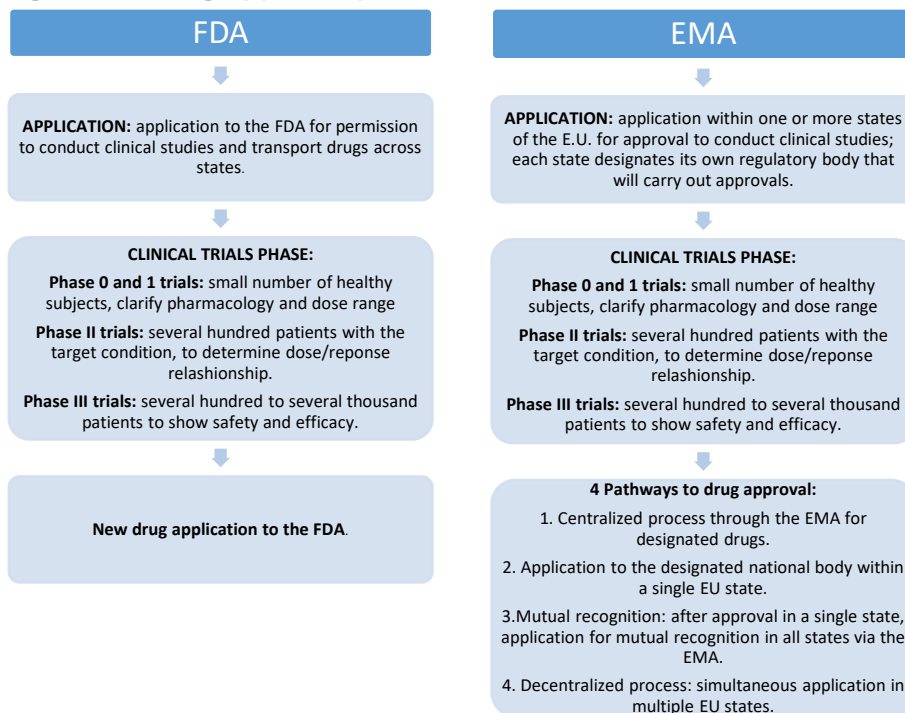 FDA
APPLICATION: application to the FDA for permission
to conduct clinical studies and transport drugs across
states.
CLINICAL TRIALS PHASE:
Phase 0 and 1 trials: small number of healthy
subjects, clarify pharmacology and dose range
Phase II trials: several hundred patients with the
target condition, to determine dose/reponse
relashionship.
Phase III trials: several hundred to several thousand
patients to show safety and efficacy.
New drug application to the FDA.
EMA
APPLICATION: application within one or more states
of the E.U. for approval to conduct clinical studies;
each state designates its own regulatory body that
will carry out approvals.
CLINICAL TRIALS PHASE:
Phase 0 and 1 trials: small number of healthy
subjects, clarify pharmacology and dose range
Phase II trials: several hundred patients with the
target condition, to determine dose/reponse
relashionship.
Phase III trials: several hundred to several thousand
patients to show safety and efficacy.
4 Pathways to drug approval:
1. Centralized process through the EMA for
designated drugs.
2. Application to the designated national body within
a single EU state.
3.Mutual recognition: after approval in a single state,
application for mutual recognition in all states via the
EMA.
4. Decentralized process: simultaneous application in
multiple EU states.